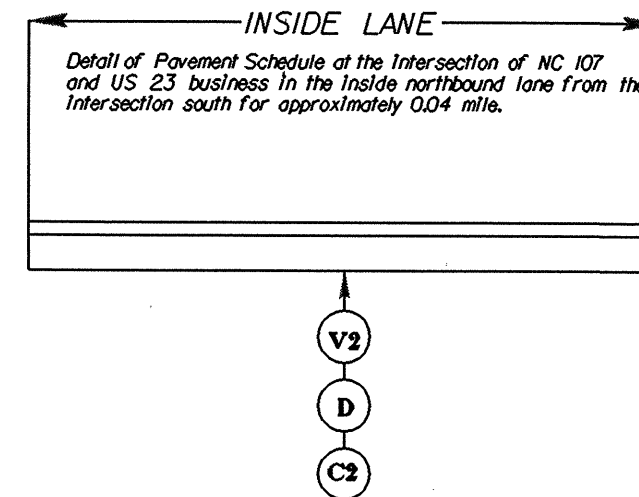 INSIDE LANE
Detail of Pavement Schedule at the intersection of NC 107
and US 23 business in the inside northbound lane from the
intersection south for approximately 0.04 mile.
V2
D
C2